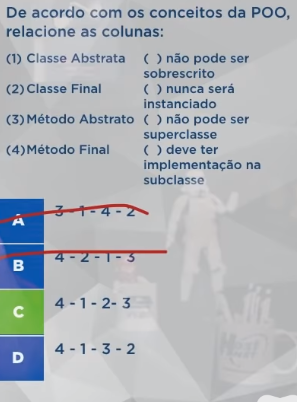 De acordo com os conceitos da POO,
relacione as colunas:
(1) Classe Abstrata ( ) não pode ser
sobrescrito
(2) Classe Final ( ) nunca será
instanciado
(3) Método Abstrato ( ) não pode ser
superclasse
(4) Método Final ( ) deve ter
implementação na
subclasse
A 3 - 1 - 4 - 2
B 4 - 2 - 1 - 3
C 4 - 1 - 2- 3
D 4 - 1 - 3 - 2